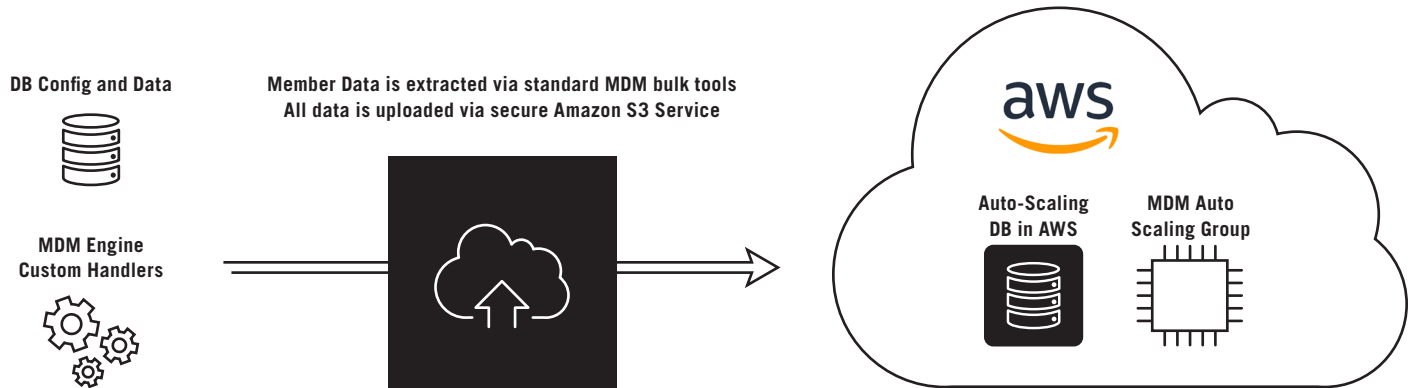 DB Config and Data
MDM Engine
Custom Handlers
Member Data is extracted via standard MDM bulk tools
All data is uploaded via secure Amazon S3 Service
aws
Auto-Scaling
DB in AWS
MDM Auto
Scaling Group